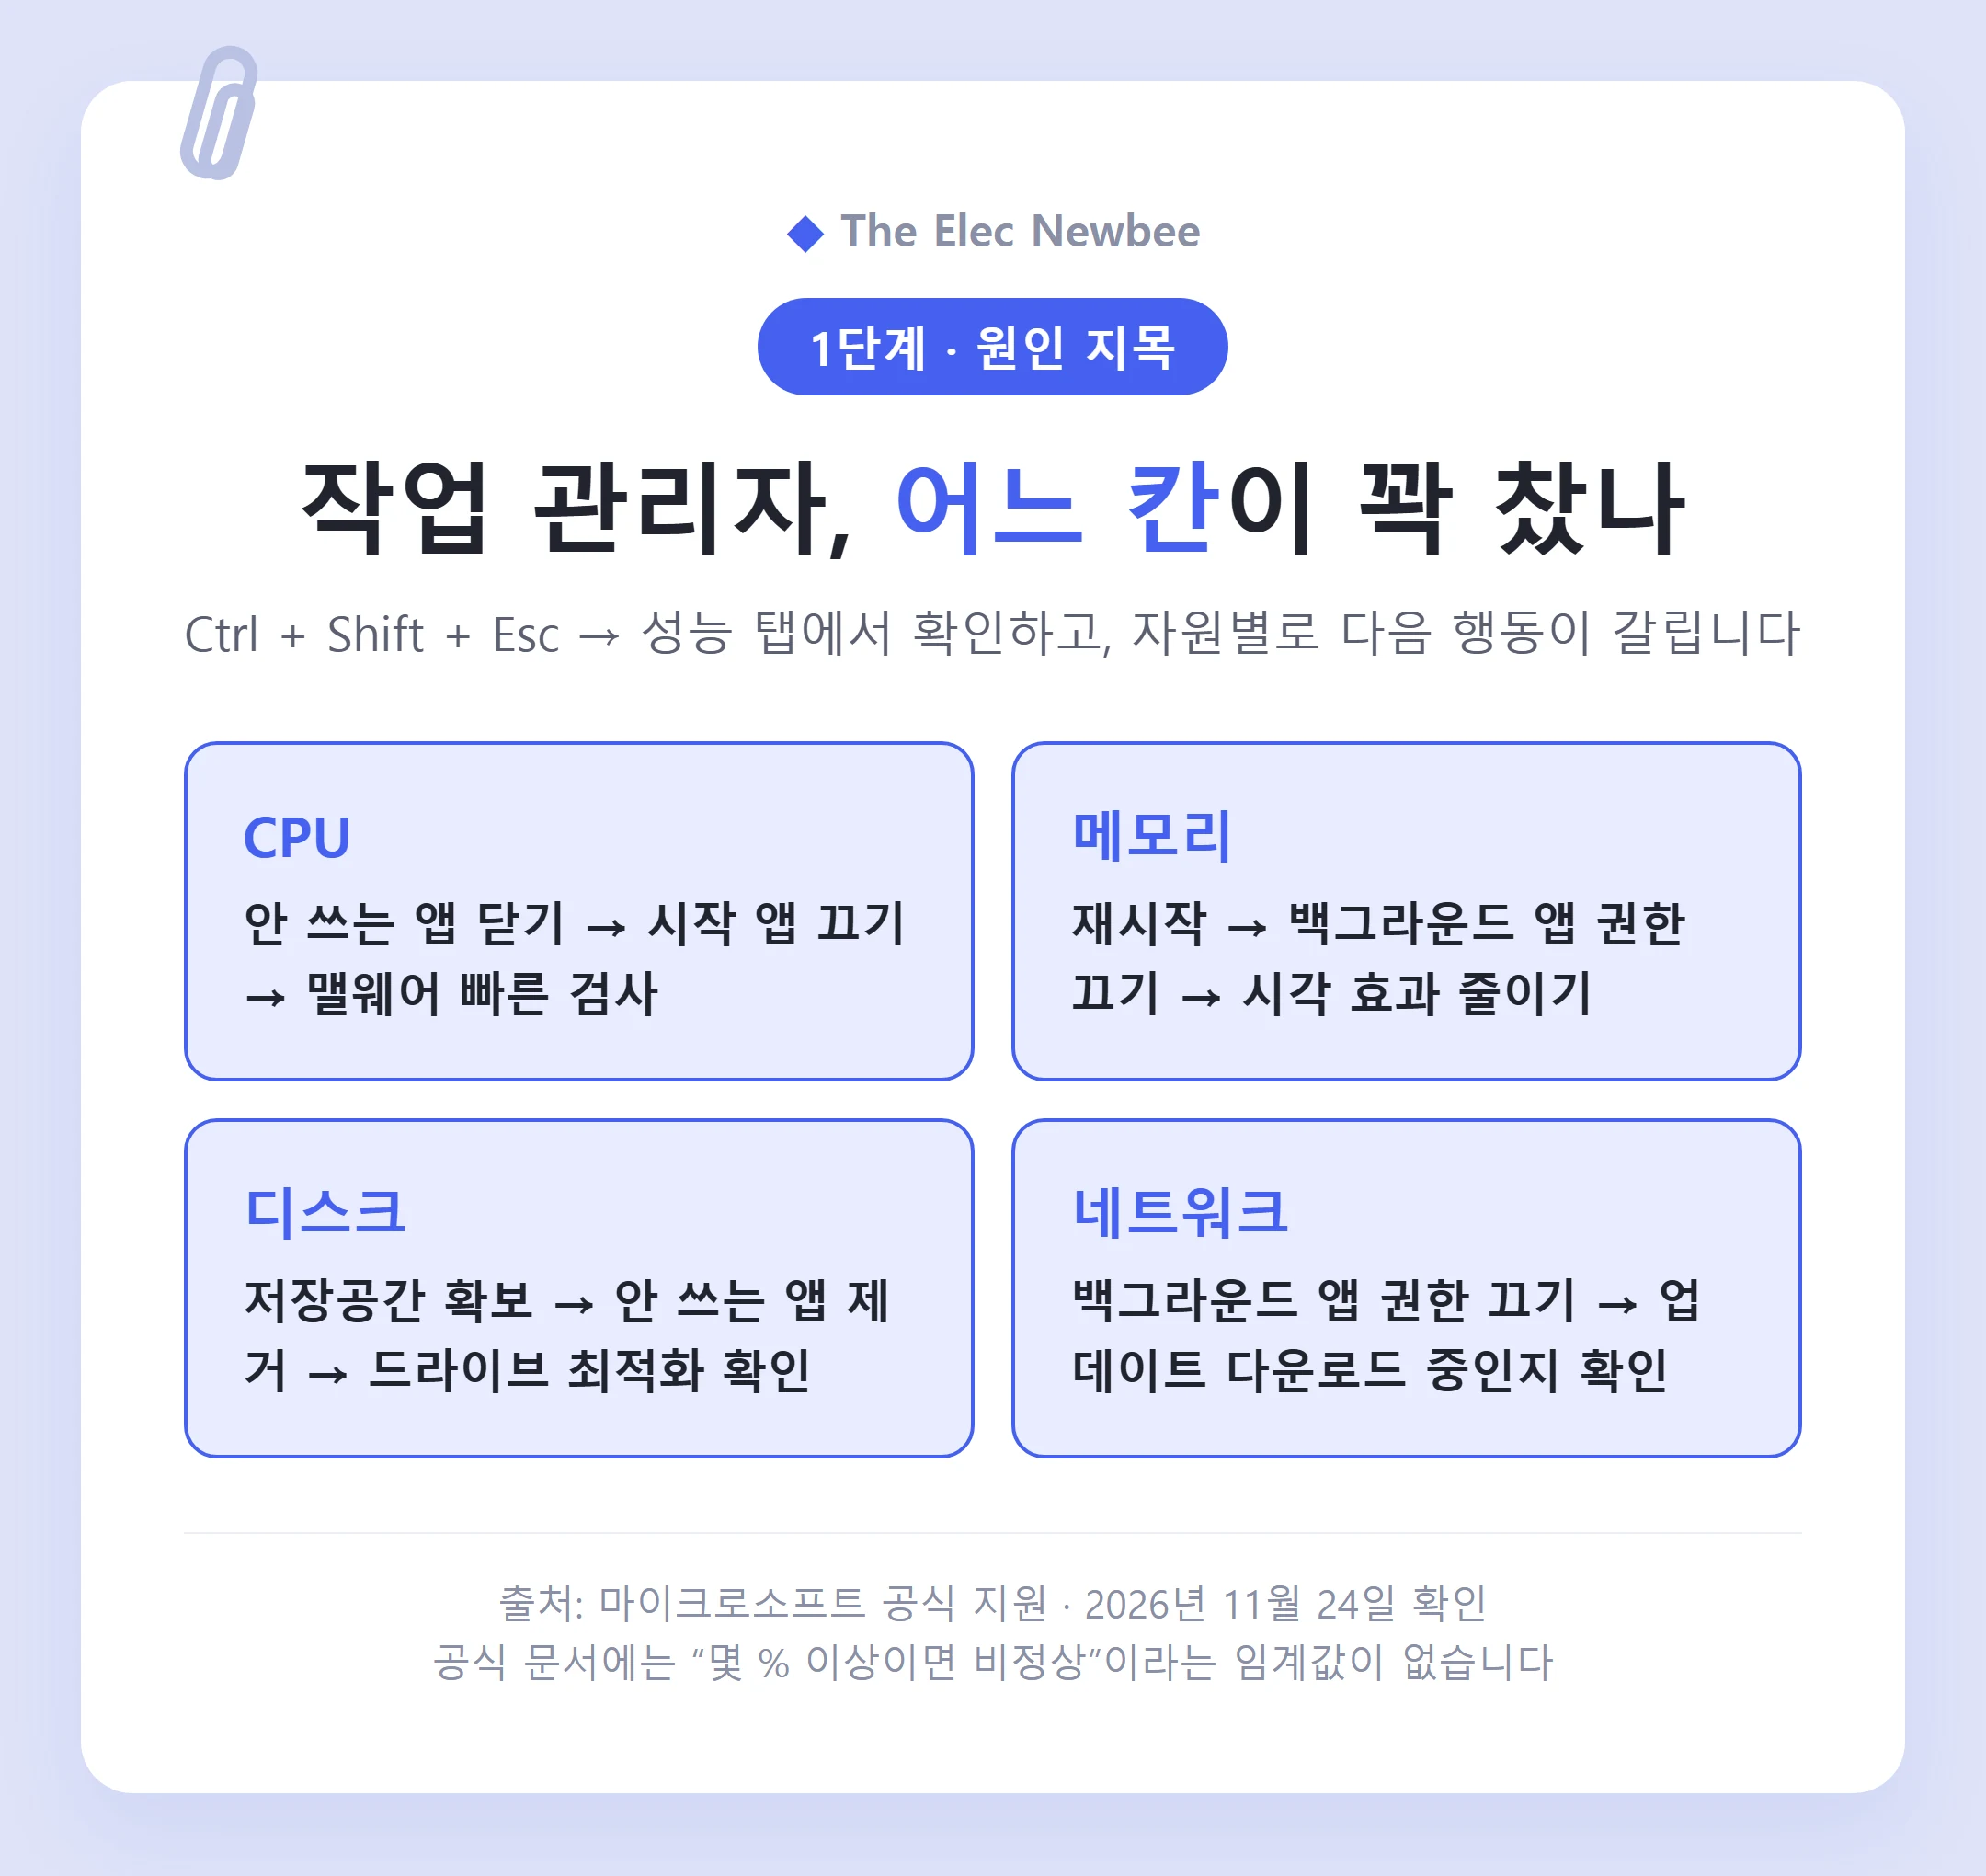 ◆ The Elec Newbee
1단계 · 원인 지목
작업 관리자, 어느 칸이 꽉 찼나
Ctrl + Shift + Esc → 성능 탭에서 확인하고, 자원별로 다음 행동이 갈립니다
CPU
안 쓰는 앱 닫기 → 시작 앱 끄기
→ 맬웨어 빠른 검사
메모리
재시작 → 백그라운드 앱 권한
끄기 → 시각 효과 줄이기
디스크
저장공간 확보 → 안 쓰는 앱 제
거 → 드라이브 최적화 확인
네트워크
백그라운드 앱 권한 끄기 → 업
데이트 다운로드 중인지 확인
출처: 마이크로소프트 공식 지원 · 2026년 11월 24일 확인
공식 문서에는 “몇 % 이상이면 비정상”이라는 임계값이 없습니다